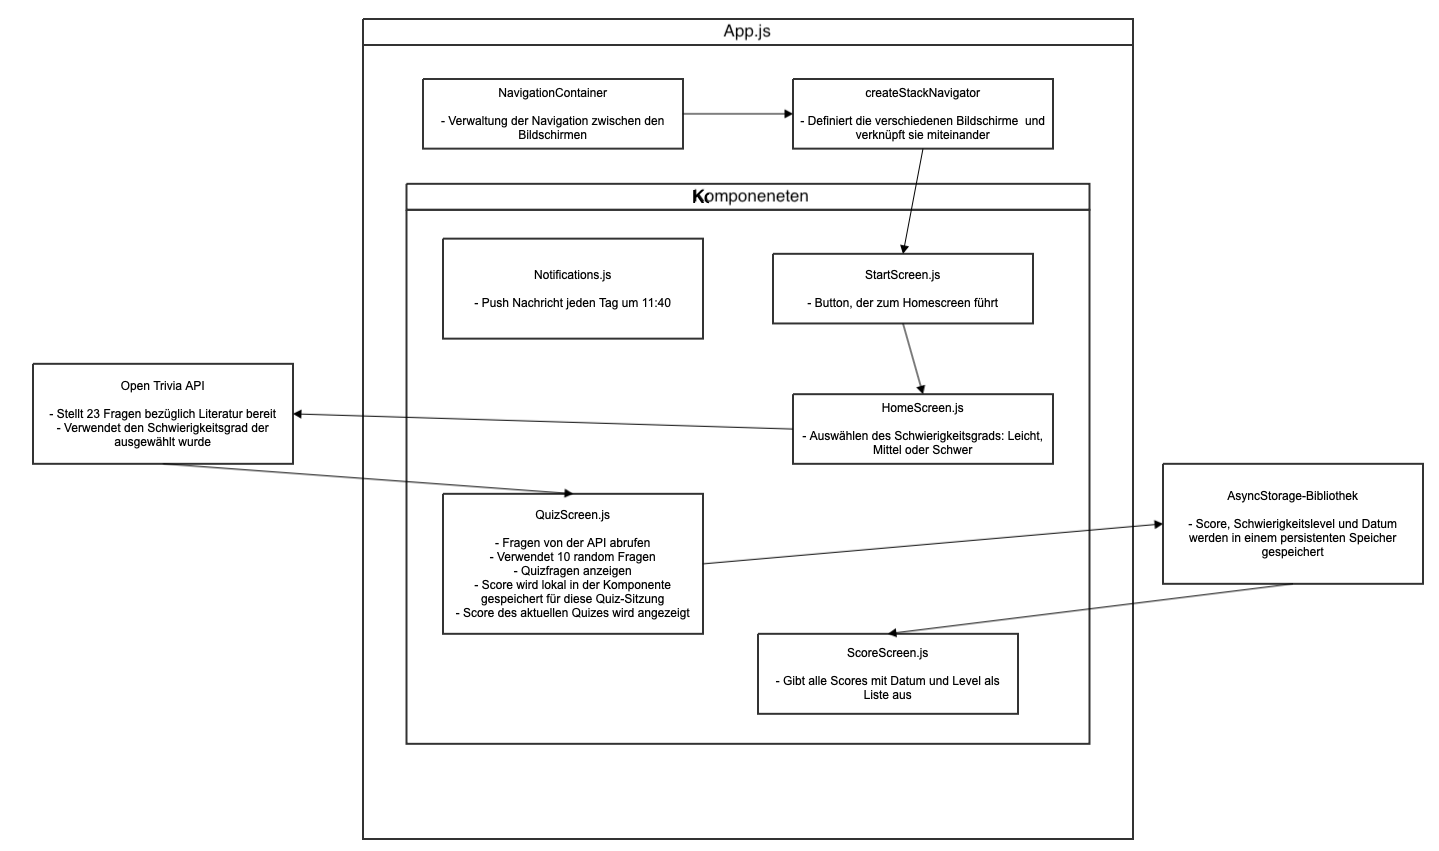 App.js
NavigationContainer
- Verwaltung der Navigation zwischen den
Bildschirmen
createStackNavigator
- Definiert die verschiedenen Bildschirme und
verknüpft sie miteinander
Komponeneten
Notifications.js
- Push Nachricht jeden Tag um 11:40
StartScreen.js
- Button, der zum Homescreen führt
Open Trivia API
- Stellt 23 Fragen bezüglich Literatur bereit
- Verwendet den Schwierigkeitsgrad der
ausgewählt wurde
HomeScreen.js
- Auswählen des Schwierigkeitsgrads: Leicht,
Mittel oder Schwer
QuizScreen.js
- Fragen von der API abrufen
- Verwendet 10 random Fragen
- Quizfragen anzeigen
- Score wird lokal in der Komponente
gespeichert für diese Quiz-Sitzung
- Score des aktuellen Quizes wird angezeigt
AsyncStorage-Bibliothek
- Score, Schwierigkeitslevel und Datum
werden in einem persistenten Speicher
gespeichert
ScoreScreen.js
- Gibt alle Scores mit Datum und Level als
Liste aus